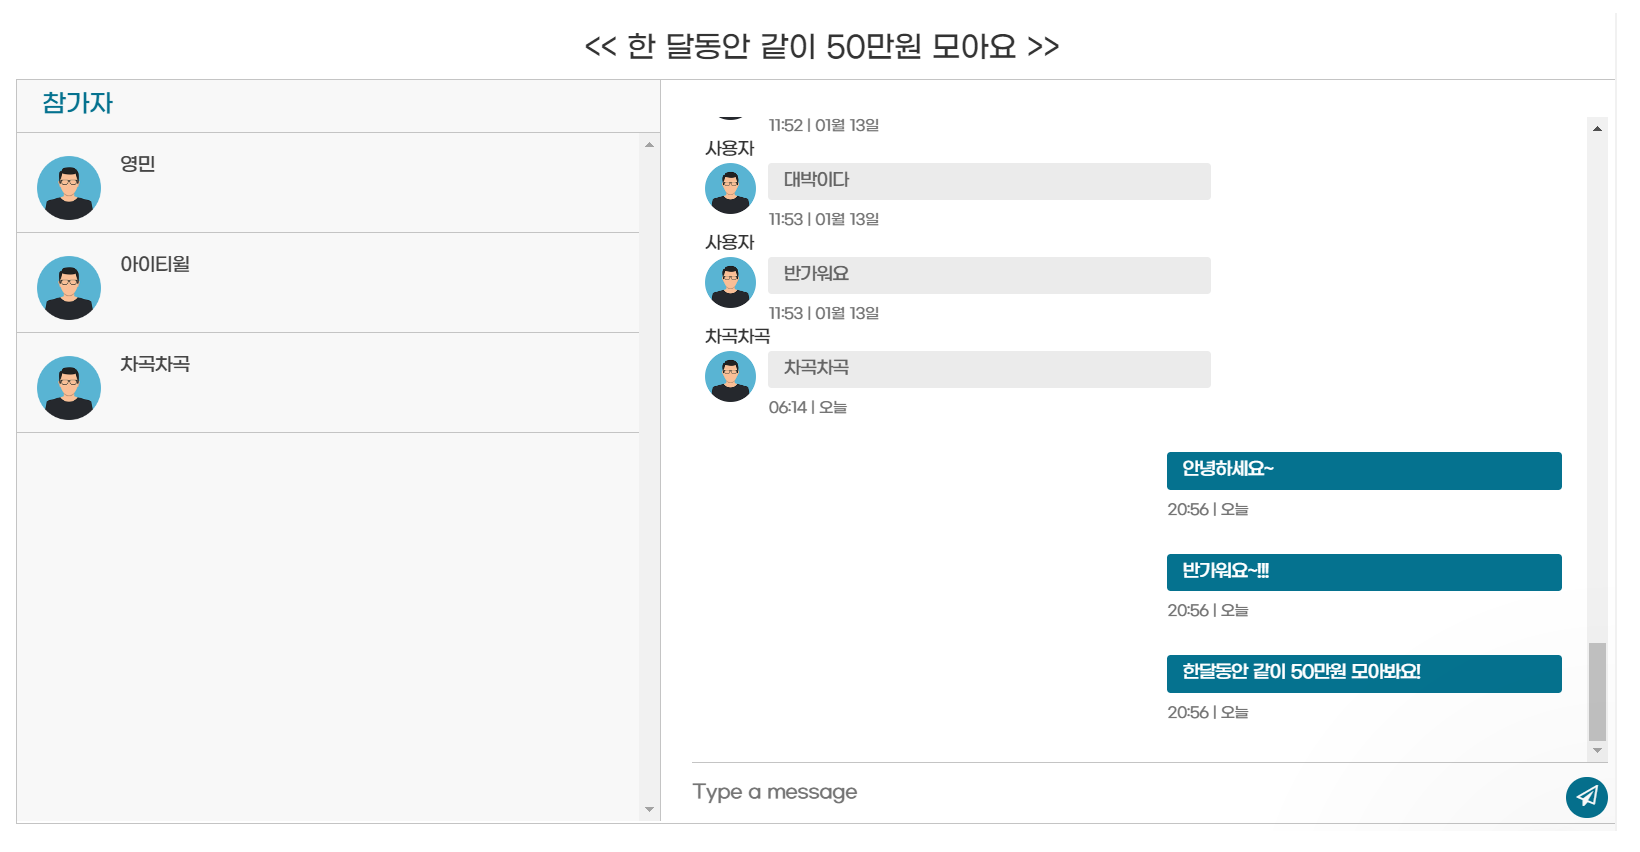 << 한 달동안 같이 50만원 모아요 >>
참가자
영민
아이티윌
차곡차곡
11:52 | 01월 13일
사용자
대박이다
11:53 | 01월 13일
사용자
반가워요
11:53 | 01월 13일
차곡차곡
차곡차곡
06:14 | 오늘
안녕하세요~
20:56 | 오늘
반가워요~!!!
20:56 | 오늘
한달동안 같이 50만원 모아봐요!
20:56 | 오늘
Type a message